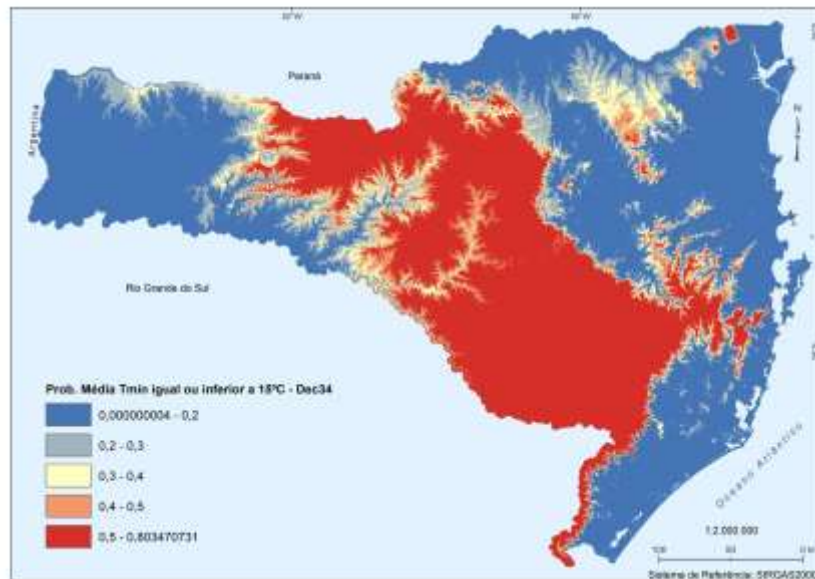 Paraná
Argentina
Rio Grande do Sul
Prob. Média Tmin igual ou inferior a 15ºC - Dec34
0,000000004 - 0,2
0,2 - 0,3
0,3 - 0,4
0,4 - 0,5
0,5 - 0,803470731
Oceano Atlântico
1:2.000.000
Sistema de Referência: SIRGAS2000